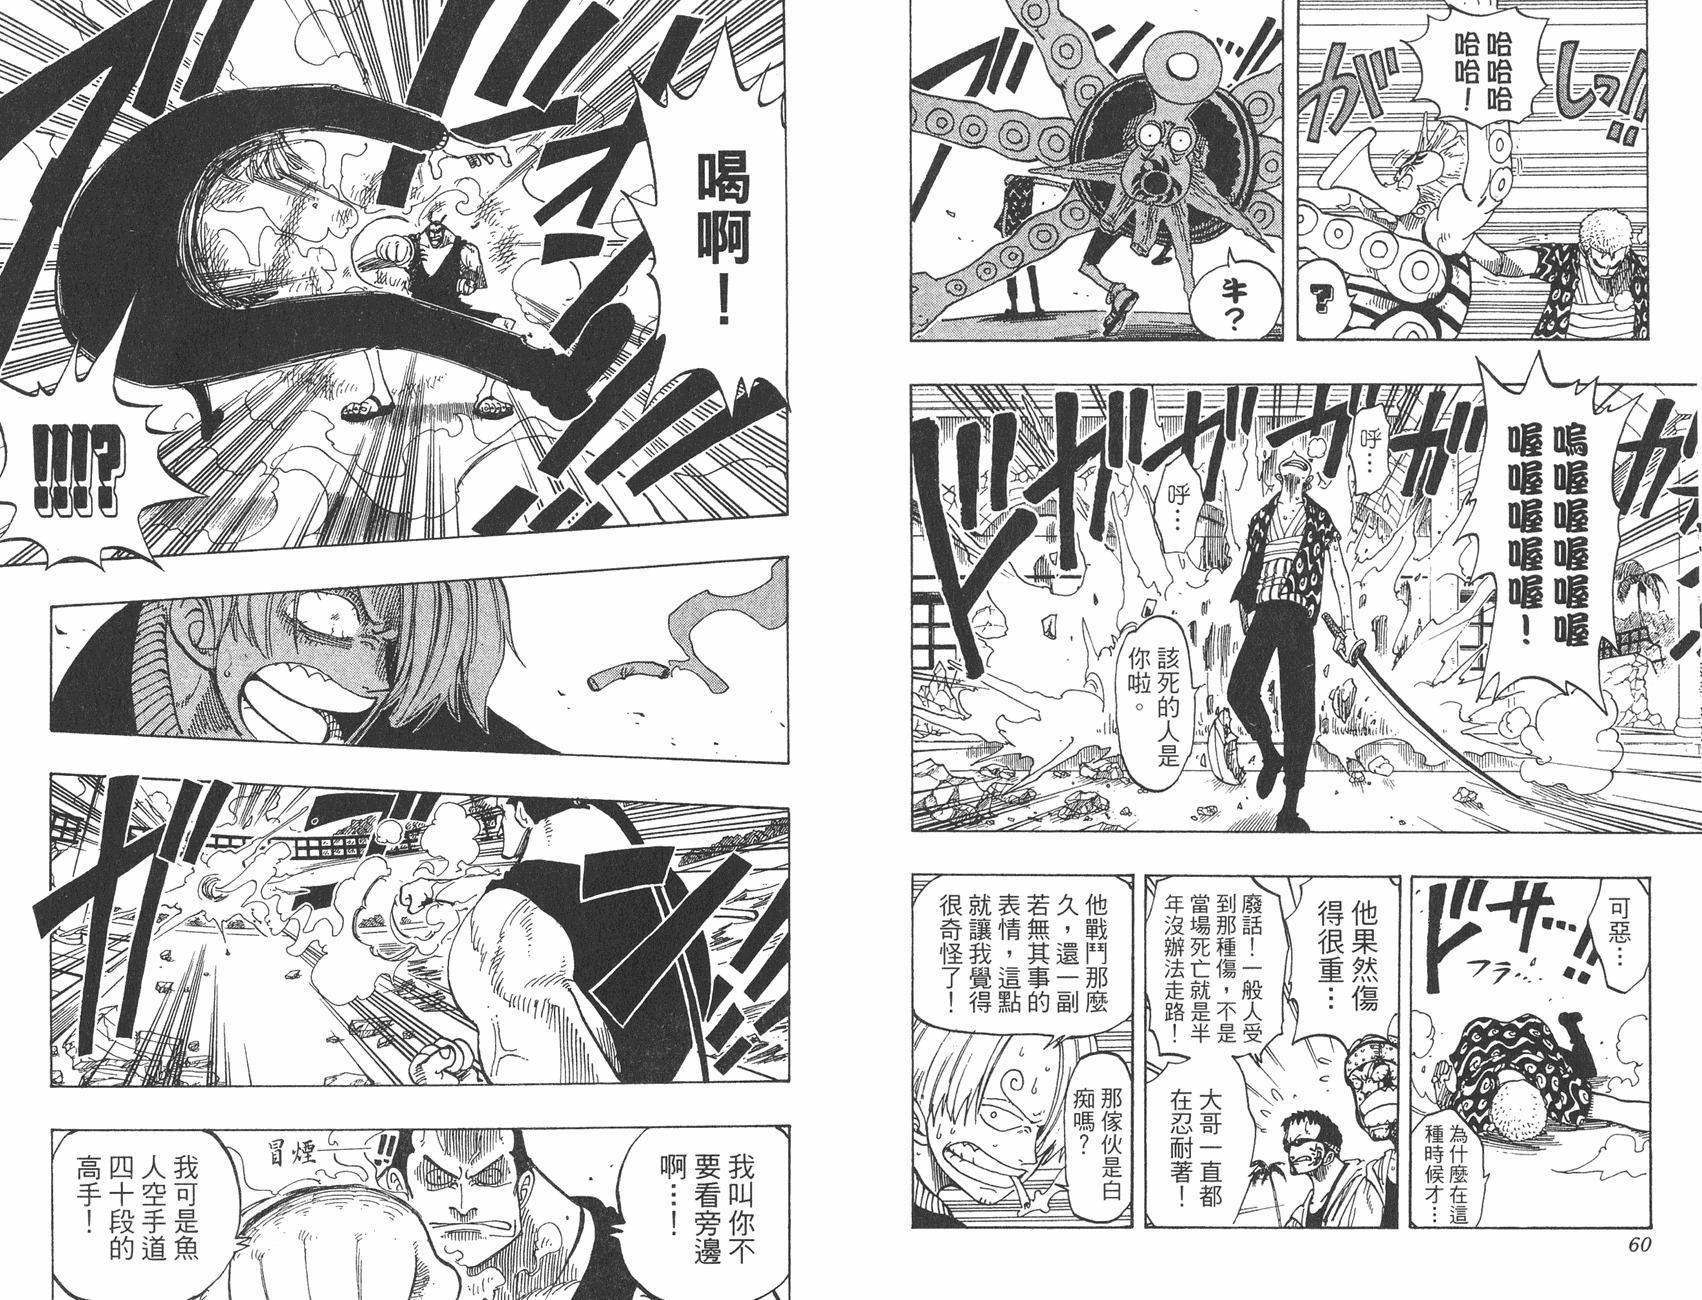 哈哈哈哈
哈哈！
がしっ!!
?
牛？
嗚喔喔喔喔喔
喔喔喔喔喔！
呼…
呼…
該死的人是
你啦。
可惡…
フラ…
為什麼在這
種時候才…
他果然傷
得很重…
廢話！一般人受
到那種傷，不是
當場死亡就是半
年沒辦法走路！
大哥一直都
在忍耐著！
他戰鬥那麼
久，還一副
若無其事的
表情，這點
就讓我覺得
很奇怪了！
那傢伙是白
痴嗎？
60
喝啊！
!!!!?
我叫你不
要看旁邊
啊…！
!!
冒煙
我可是魚
人空手道
四十段的
高手！